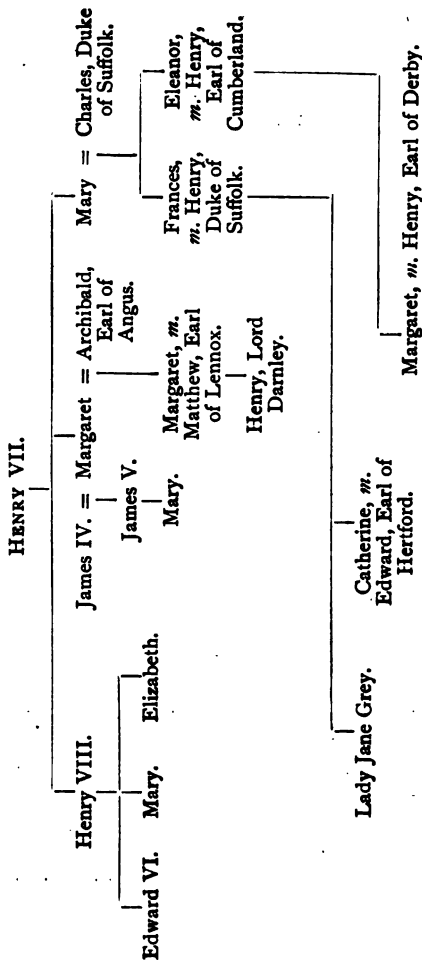 HENRY VII.
Henry VIII.
James IV. = Margaret = Archibald,
Earl of
Angus.
Mary = Charles, Duke
of Suffolk.
Edward VI.
Mary.
Elizabeth.
James V.
Mary.
Margaret, m.
Matthew, Earl
of Lennox.
Henry, Lord
Darnley.
Frances,
m. Henry,
Duke of
Suffolk.
Eleanor,
m. Henry,
Earl of
Cumberland.
Lady Jane Grey.
Catherine, m.
Edward, Earl of
Hertford.
Margaret, m. Henry, Earl of Derby.